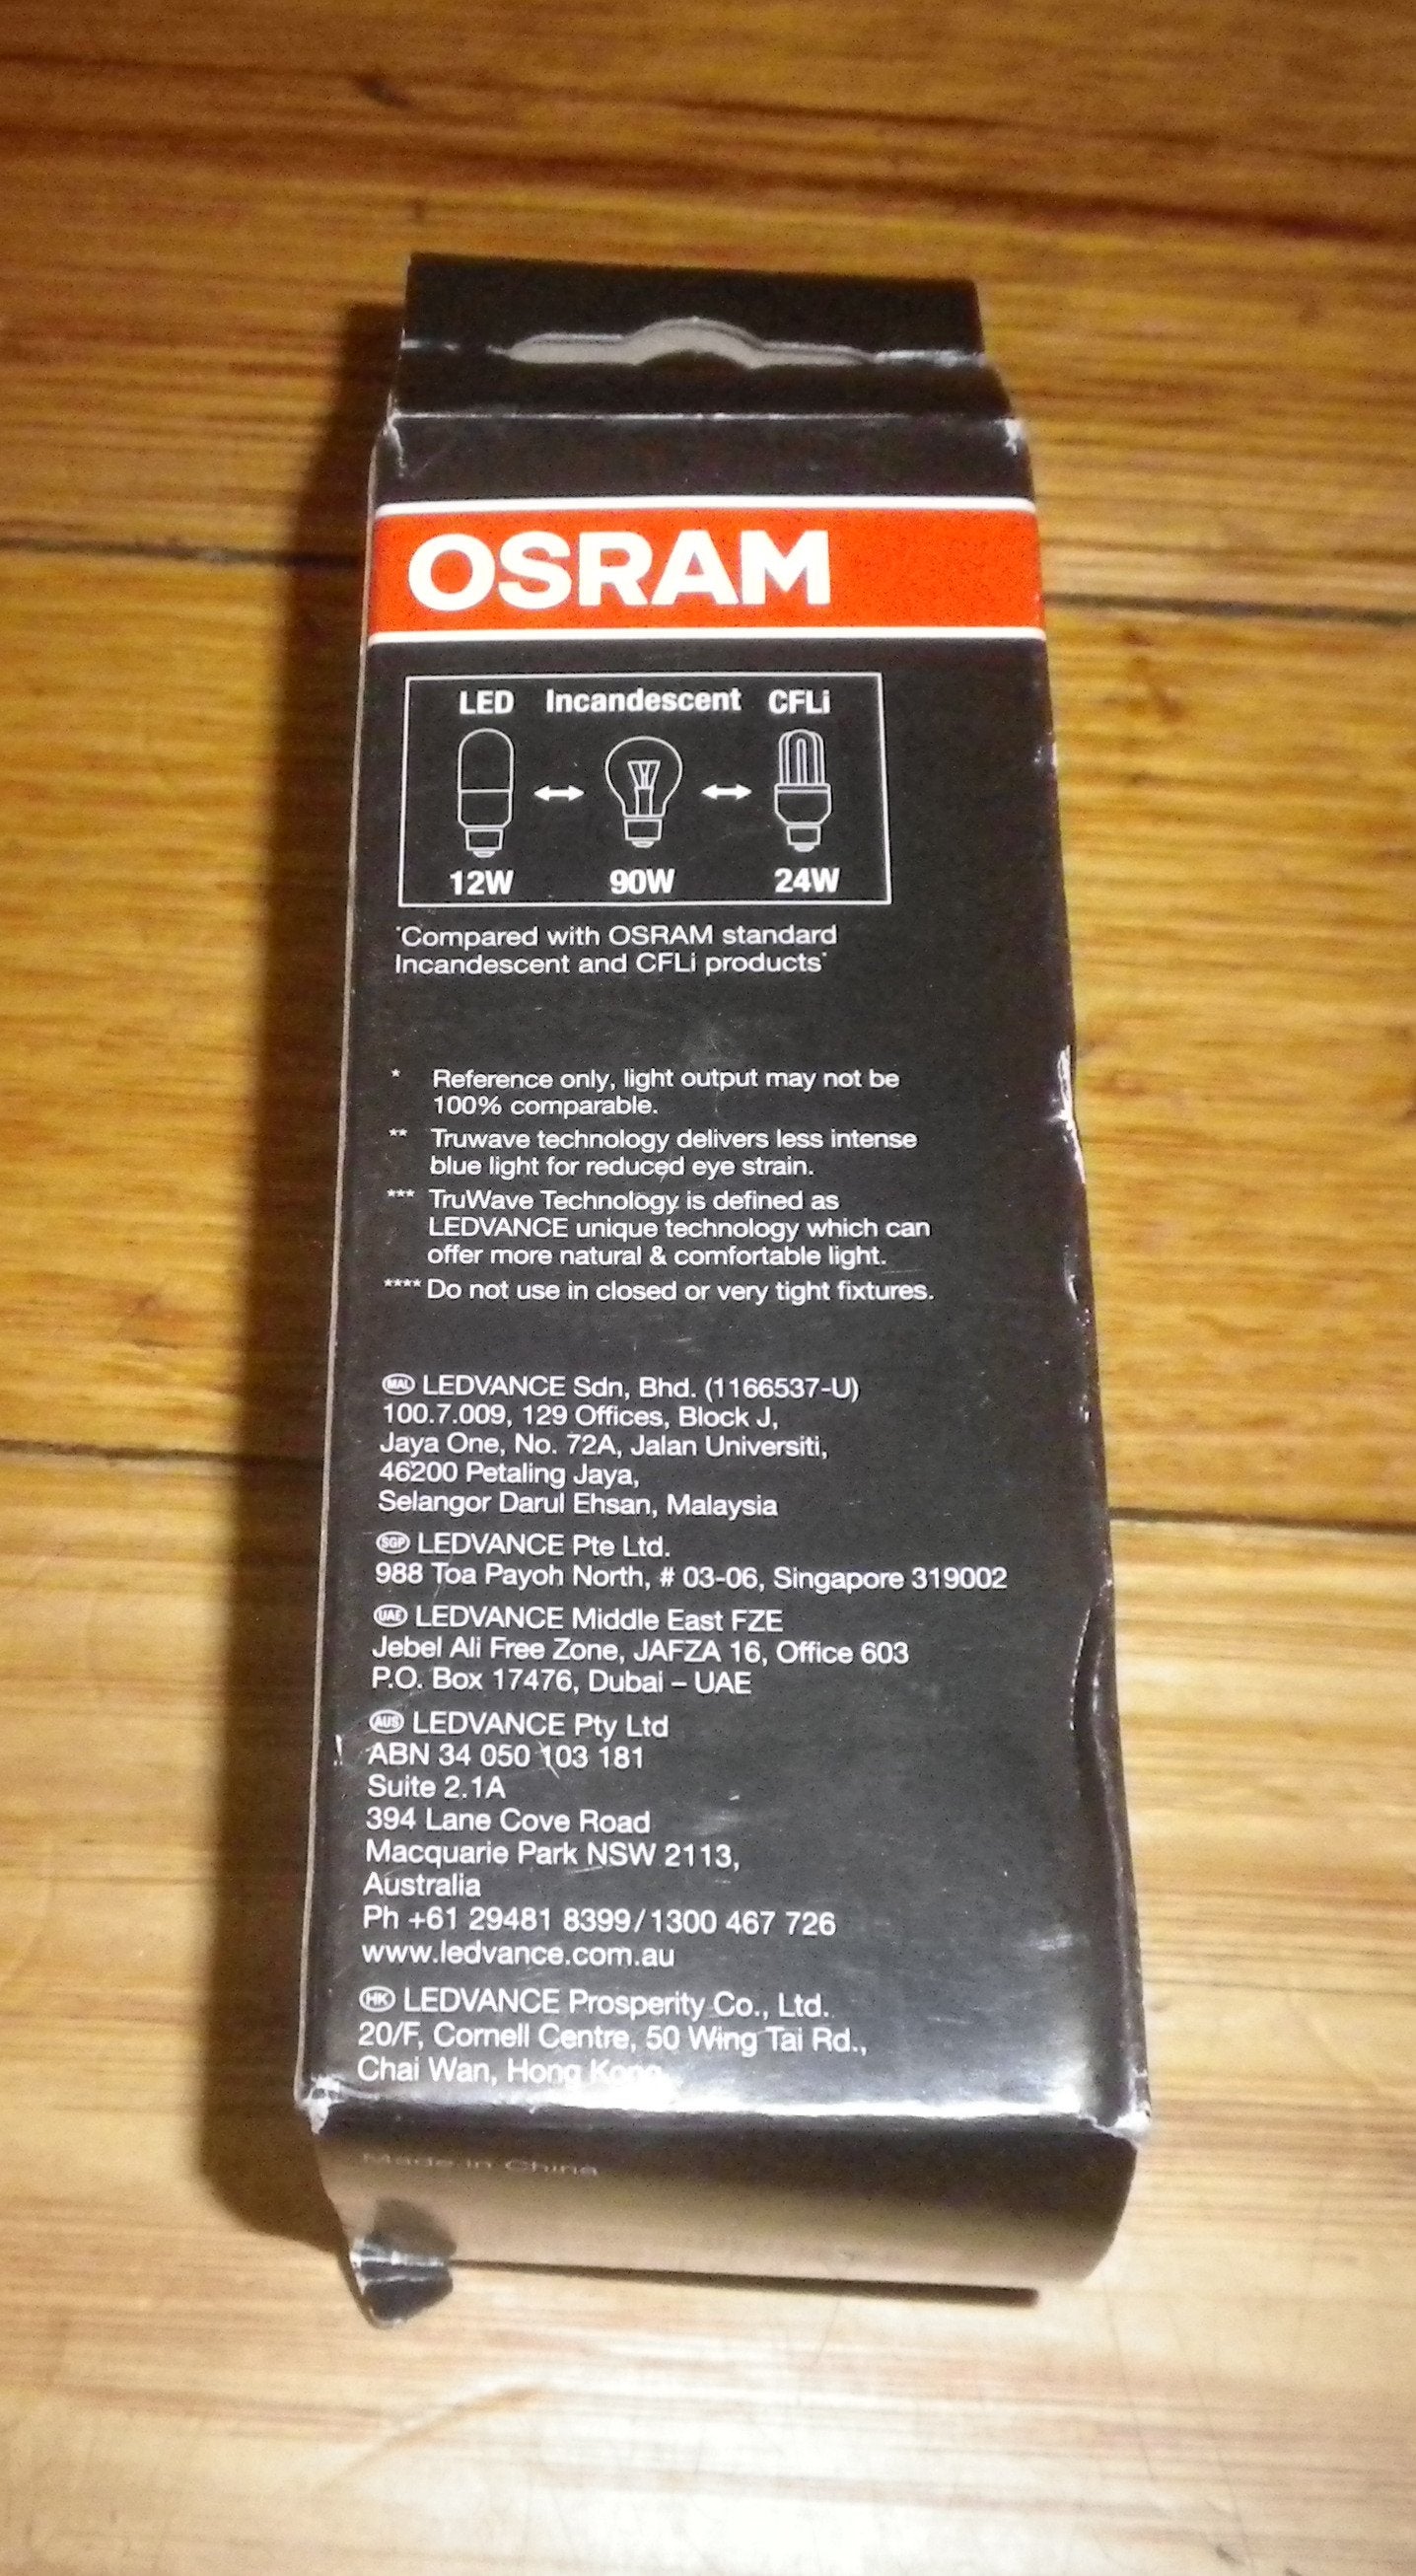 OSRAM
LED Incandescent CFLi
12W 90W 24W
*Compared with OSRAM standard
Incandescent and CFLi products*
* Reference only, light output may not be
100% comparable.
** Truwave technology delivers less intense
blue light for reduced eye strain.
*** TruWave Technology is defined as
LEDVANCE unique technology which can
offer more natural & comfortable light.
**** Do not use in closed or very tight fixtures.
MAL LEDVANCE Sdn, Bhd. (1166537-U)
100.7.009, 129 Offices, Block J,
Jaya One, No. 72A, Jalan Universiti,
46200 Petaling Jaya,
Selangor Darul Ehsan, Malaysia
SGP LEDVANCE Pte Ltd.
988 Toa Payoh North, # 03-06, Singapore 319002
UAE LEDVANCE Middle East FZE
Jebel Ali Free Zone, JAFZA 16, Office 603
P.O. Box 17476, Dubai – UAE
AUS LEDVANCE Pty Ltd
ABN 34 050 103 181
Suite 2.1A
394 Lane Cove Road
Macquarie Park NSW 2113,
Australia
Ph +61 29481 8399/1300 467 726
www.ledvance.com.au
HK LEDVANCE Prosperity Co., Ltd.
20/F, Cornell Centre, 50 Wing Tai Rd.,
Chai Wan, Hong Kong
Made in China